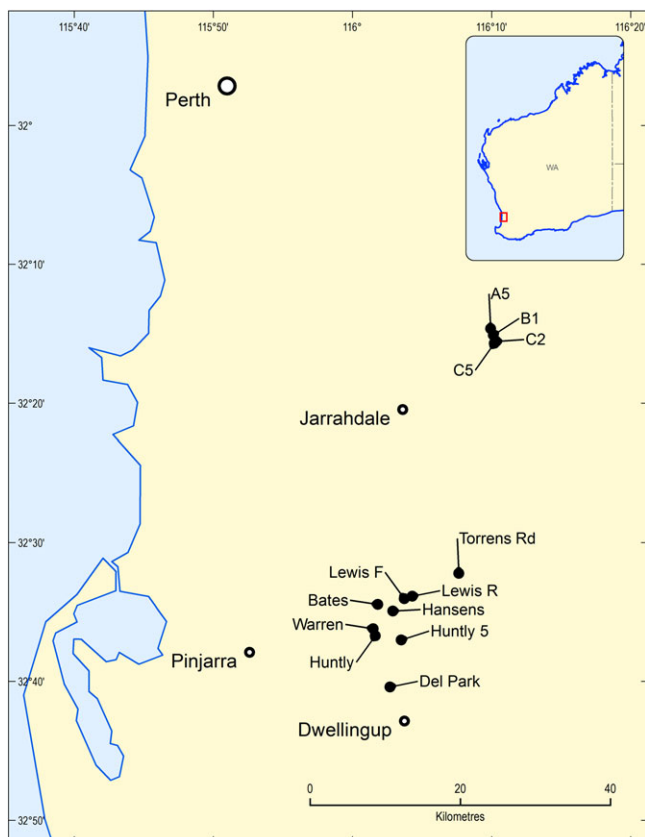 115°40'
115°50'
116°
116°10'
116°20'
Perth
32°
WA
32°10'
A5
B1
C2
C5
32°20'
Jarrahdale
32°30'
Torrens Rd
Lewis F
Lewis R
Bates
Hansens
Warren
Huntly 5
Huntly
Pinjarra
32°40'
Del Park
Dwellingup
0
20
40
Kilometres
32°50'